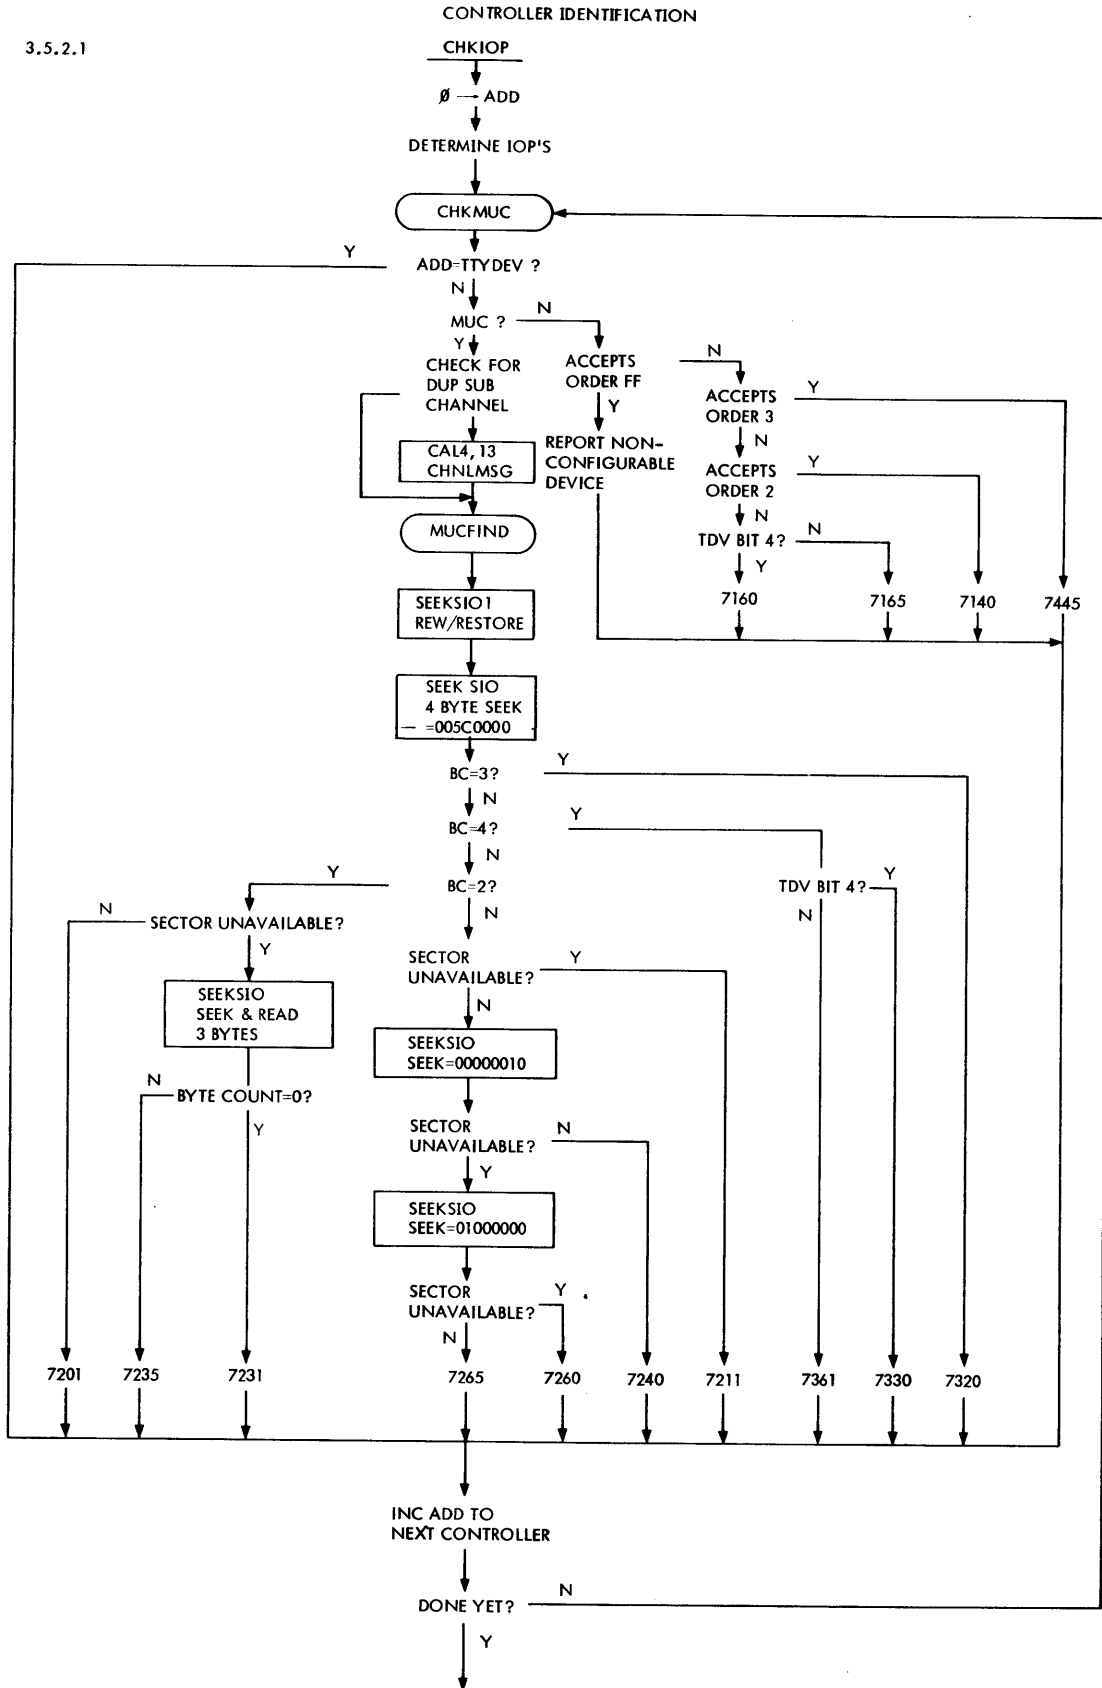 CONTROLLER IDENTIFICATION
3.5.2.1
CHKIOP
Ø → ADD
DETERMINE IOP'S
CHKMUC
Y
ADD=TTYDEV ?
N
MUC ?
N
Y
CHECK FOR
DUP SUB
CHANNEL
ACCEPTS
ORDER FF
N
Y
ACCEPTS
ORDER 3
Y
N
CAL4, 13
CHNLMSG
REPORT NON-
CONFIGURABLE
DEVICE
ACCEPTS
ORDER 2
Y
N
MUCFIND
TDV BIT 4?
N
Y
SEEKSIO1
REW/RESTORE
7160
7165
7140
7445
SEEK SIO
4 BYTE SEEK
— =005C0000
BC=3?
Y
N
BC=4?
Y
N
Y
BC=2?
N
TDV BIT 4?
Y
N
N
SECTOR UNAVAILABLE?
Y
SECTOR
UNAVAILABLE?
Y
N
SEEKSIO
SEEK & READ
3 BYTES
SEEKSIO
SEEK=00000010
N
BYTE COUNT=0?
Y
SECTOR
UNAVAILABLE?
N
Y
SEEKSIO
SEEK=01000000
SECTOR
UNAVAILABLE?
Y
N
7201
7235
7231
7265
7260
7240
7211
7361
7330
7320
INC ADD TO
NEXT CONTROLLER
DONE YET?
N
Y